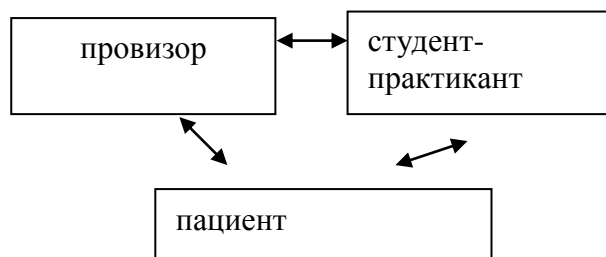 провизор
студент-
практикант
пациент